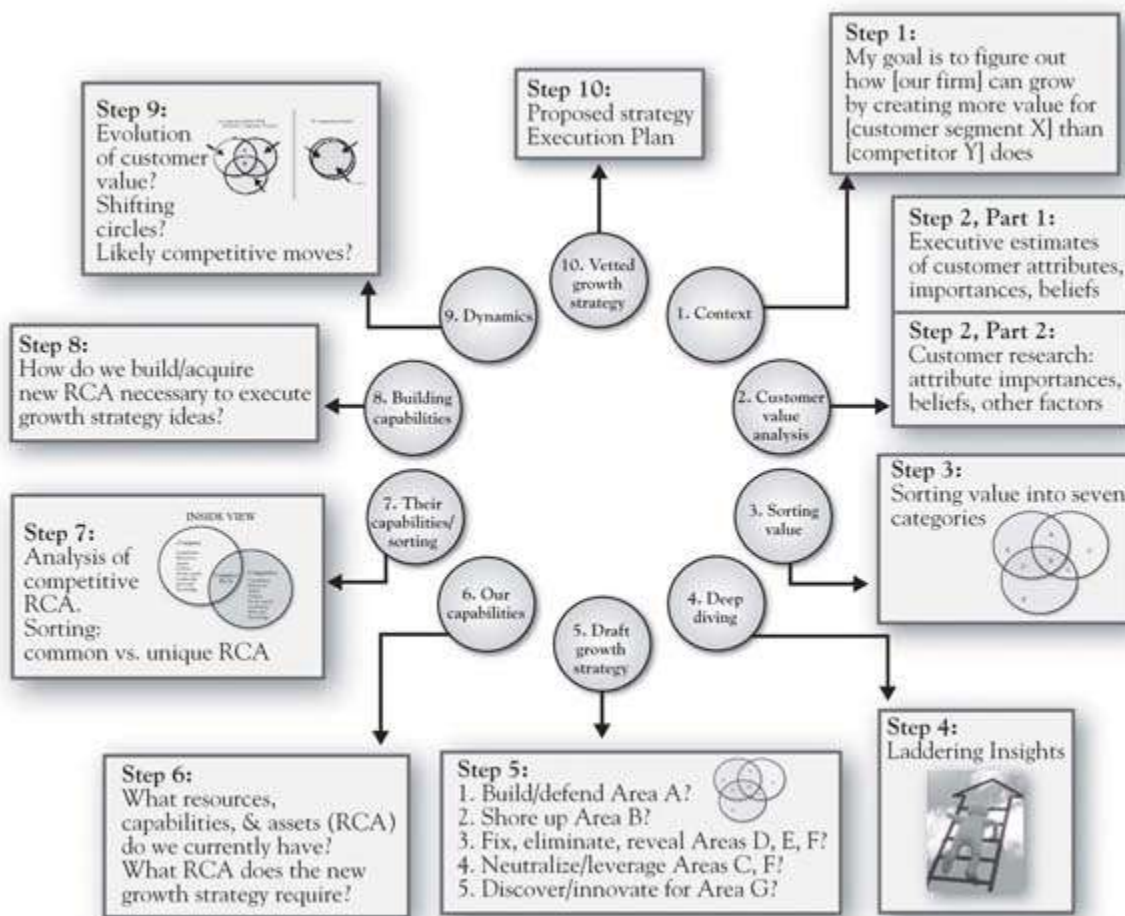 Step 1:
My goal is to figure out
how [our firm] can grow
by creating more value for
[customer segment X] than
[competitor Y] does
Step 2, Part 1:
Executive estimates
of customer attributes,
importances, beliefs
Step 2, Part 2:
Customer research:
attribute importances,
beliefs, other factors
Step 3:
Sorting value into seven
categories
Step 4:
Laddering Insights
Step 5:
1. Build/defend Area A?
2. Shore up Area B?
3. Fix, eliminate, reveal Areas D, E, F?
4. Neutralize/leverage Areas C, F?
5. Discover/innovate for Area G?
Step 6:
What resources,
capabilities, & assets (RCA)
do we currently have?
What RCA does the new
growth strategy require?
Step 7:
Analysis of
competitive
RCA.
Sorting:
common vs. unique RCA
INSIDE VIEW
Step 8:
How do we build/acquire
new RCA necessary to execute
growth strategy ideas?
Step 9:
Evolution
of customer
value?
Shifting
circles?
Likely competitive moves?
Step 10:
Proposed strategy
Execution Plan
1. Context
2. Customer
value
analysis
3. Sorting
value
4. Deep
diving
5. Draft
growth
strategy
6. Our
capabilities
7. Their
capabilities/
sorting
8. Building
capabilities
9. Dynamics
10. Vetted
growth
strategy